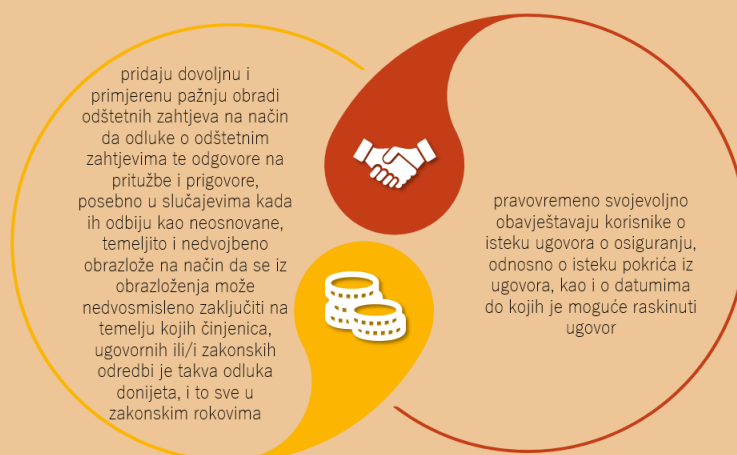 pridaju dovoljnu i
primjerenu pažnju obradi
odštetnih zahtjeva na način
da odluke o odštetnim
zahtjevima te odgovore na
pritužbe i prigovore,
posebno u slučajevima kada
ih odbiju kao neosnovane,
temeljito i nedvojbeno
obrazlože na način da se iz
obrazloženja može
nedvosmisleno zaključiti na
temelju kojih činjenica,
ugovornih ili/i zakonskih
odredbi je takva odluka
donijeta, i to sve u
zakonskim rokovima
pravovremeno svojevoljno
obavještavaju korisnike o
isteku ugovora o osiguranju,
odnosno o isteku pokrića iz
ugovora, kao i o datumima
do kojih je moguće raskinuti
ugovor